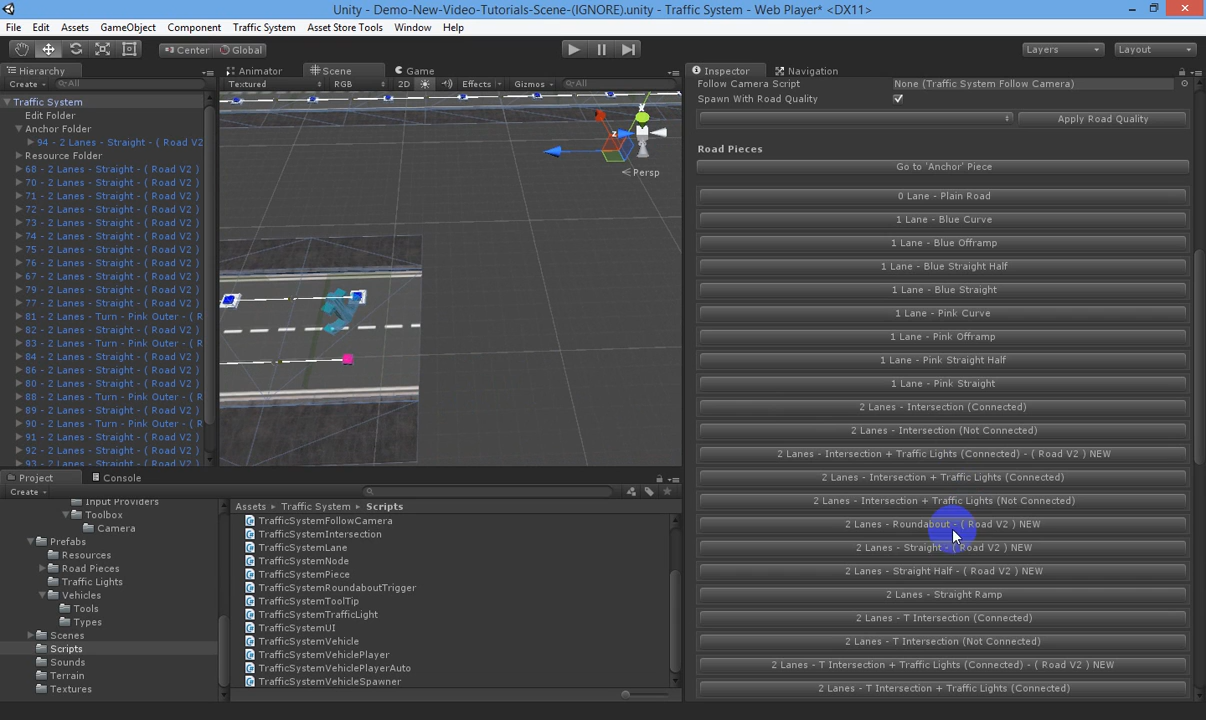 Unity - Demo-New-Video-Tutorials-Scene-(IGNORE).unity - Traffic System - Web Player* <DX11>
File Edit Assets GameObject Component Traffic System Asset Store Tools Window Help
Center Global Layers Layout
Hierarchy
Create All
Traffic System
Edit Folder
Anchor Folder
94 - 2 Lanes - Straight - ( Road V2
Resource Folder
68 - 2 Lanes - Straight - ( Road V2 )
70 - 2 Lanes - Straight - ( Road V2 )
71 - 2 Lanes - Straight - ( Road V2 )
72 - 2 Lanes - Straight - ( Road V2 )
73 - 2 Lanes - Straight - ( Road V2 )
74 - 2 Lanes - Straight - ( Road V2 )
75 - 2 Lanes - Straight - ( Road V2 )
76 - 2 Lanes - Straight - ( Road V2 )
67 - 2 Lanes - Straight - ( Road V2 )
79 - 2 Lanes - Straight - ( Road V2 )
77 - 2 Lanes - Straight - ( Road V2 )
81 - 2 Lanes - Turn - Pink Outer - ( R
82 - 2 Lanes - Straight - ( Road V2 )
83 - 2 Lanes - Turn - Pink Outer - ( R
84 - 2 Lanes - Straight - ( Road V2 )
86 - 2 Lanes - Straight - ( Road V2 )
80 - 2 Lanes - Straight - ( Road V2 )
88 - 2 Lanes - Turn - Pink Outer - ( R
89 - 2 Lanes - Straight - ( Road V2 )
90 - 2 Lanes - Turn - Pink Outer - ( R
91 - 2 Lanes - Straight - ( Road V2 )
92 - 2 Lanes - Straight - ( Road V2 )
93 - 2 Lanes - Straight - ( Road V2 )
Animator Scene Game
Textured RGB 2D Effects Gizmos All
x
z
Persp
Inspector Navigation
Follow Camera Script None (Traffic System Follow Camera)
Spawn With Road Quality
Apply Road Quality
Road Pieces
Go to 'Anchor' Piece
0 Lane - Plain Road
1 Lane - Blue Curve
1 Lane - Blue Offramp
1 Lane - Blue Straight Half
1 Lane - Blue Straight
1 Lane - Pink Curve
1 Lane - Pink Offramp
1 Lane - Pink Straight Half
1 Lane - Pink Straight
2 Lanes - Intersection (Connected)
2 Lanes - Intersection (Not Connected)
2 Lanes - Intersection + Traffic Lights (Connected) - ( Road V2 ) NEW
2 Lanes - Intersection + Traffic Lights (Connected)
2 Lanes - Intersection + Traffic Lights (Not Connected)
2 Lanes - Roundabout - ( Road V2 ) NEW
2 Lanes - Straight - ( Road V2 ) NEW
2 Lanes - Straight Half - ( Road V2 ) NEW
2 Lanes - Straight Ramp
2 Lanes - T Intersection (Connected)
2 Lanes - T Intersection (Not Connected)
2 Lanes - T Intersection + Traffic Lights (Connected) - ( Road V2 ) NEW
2 Lanes - T Intersection + Traffic Lights (Connected)
Project Console
Create
Input Providers
Toolbox
Camera
Prefabs
Resources
Road Pieces
Traffic Lights
Vehicles
Tools
Types
Scenes
Scripts
Sounds
Terrain
Textures
Assets Traffic System Scripts
TrafficSystemFollowCamera
TrafficSystemIntersection
TrafficSystemLane
TrafficSystemNode
TrafficSystemPiece
TrafficSystemRoundaboutTrigger
TrafficSystemToolTip
TrafficSystemTrafficLight
TrafficSystemUI
TrafficSystemVehicle
TrafficSystemVehiclePlayer
TrafficSystemVehiclePlayerAuto
TrafficSystemVehicleSpawner